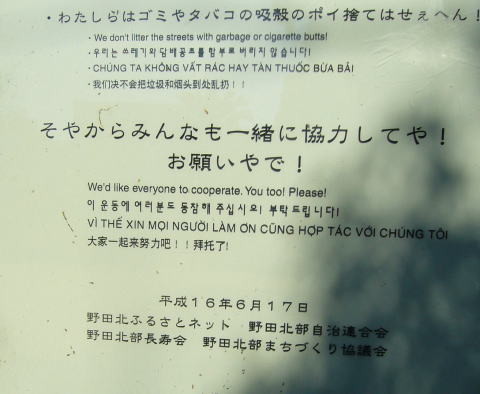 ・わたしらはゴミやタバコの吸殻のポイ捨てはせぇへん！
・We don't litter the streets with garbage or cigarette butts!
・우리는 쓰레기와 담배꽁초를 함부로 버리지 않습니다!
・CHÚNG TA KHÔNG VẤT RÁC HAY TÀN THUỐC BỪA BÃI
・我们决不会把垃圾和烟头到处乱扔！！
そやからみんなも一緒に協力してや！
お願いやで！
We'd like everyone to cooperate. You too! Please!
이 운동에 여러분도 동참해 주십시요! 부탁드립니다!
VÌ THẾ XIN MỌI NGƯỜI LÀM ƠN CŨNG HỢP TÁC VỚI CHÚNG TÔI
大家一起来努力吧！！拜托了!
平成１６年６月１７日
野田北ふるさとネット　野田北部自治連合会
野田北部長寿会　野田北部まちづくり協議会